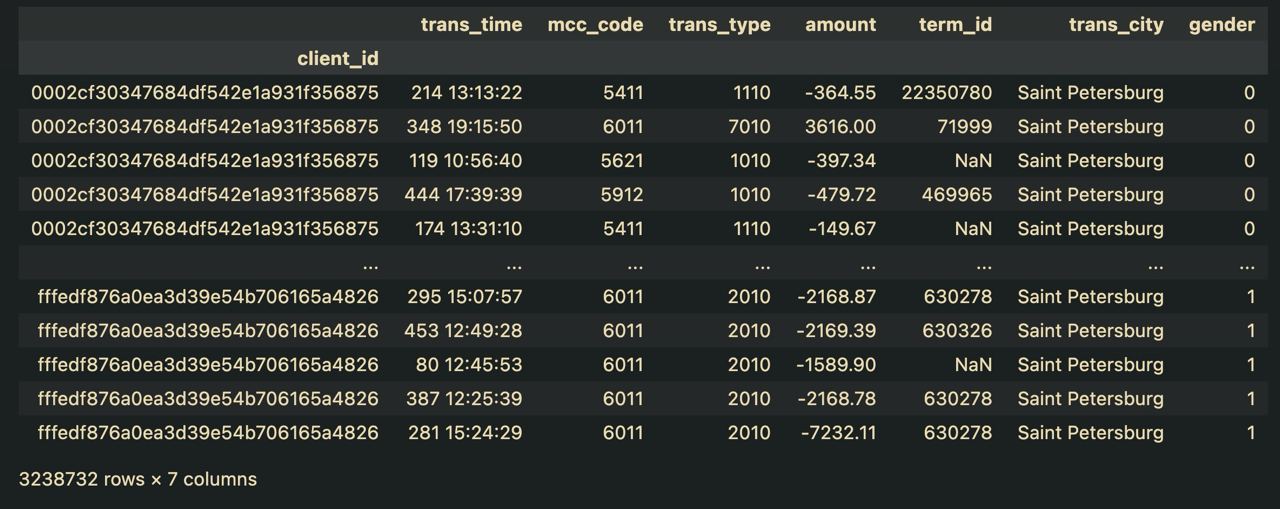 trans_time mcc_code trans_type amount term_id trans_city gender
client_id
0002cf30347684df542e1a931f356875 214 13:13:22 5411 1110 -364.55 22350780 Saint Petersburg 0
0002cf30347684df542e1a931f356875 348 19:15:50 6011 7010 3616.00 71999 Saint Petersburg 0
0002cf30347684df542e1a931f356875 119 10:56:40 5621 1010 -397.34 NaN Saint Petersburg 0
0002cf30347684df542e1a931f356875 444 17:39:39 5912 1010 -479.72 469965 Saint Petersburg 0
0002cf30347684df542e1a931f356875 174 13:31:10 5411 1110 -149.67 NaN Saint Petersburg 0
... ... ... ... ... ... ... ...
fffedf876a0ea3d39e54b706165a4826 295 15:07:57 6011 2010 -2168.87 630278 Saint Petersburg 1
fffedf876a0ea3d39e54b706165a4826 453 12:49:28 6011 2010 -2169.39 630326 Saint Petersburg 1
fffedf876a0ea3d39e54b706165a4826 80 12:45:53 6011 2010 -1589.90 NaN Saint Petersburg 1
fffedf876a0ea3d39e54b706165a4826 387 12:25:39 6011 2010 -2168.78 630278 Saint Petersburg 1
fffedf876a0ea3d39e54b706165a4826 281 15:24:29 6011 2010 -7232.11 630278 Saint Petersburg 1
3238732 rows × 7 columns